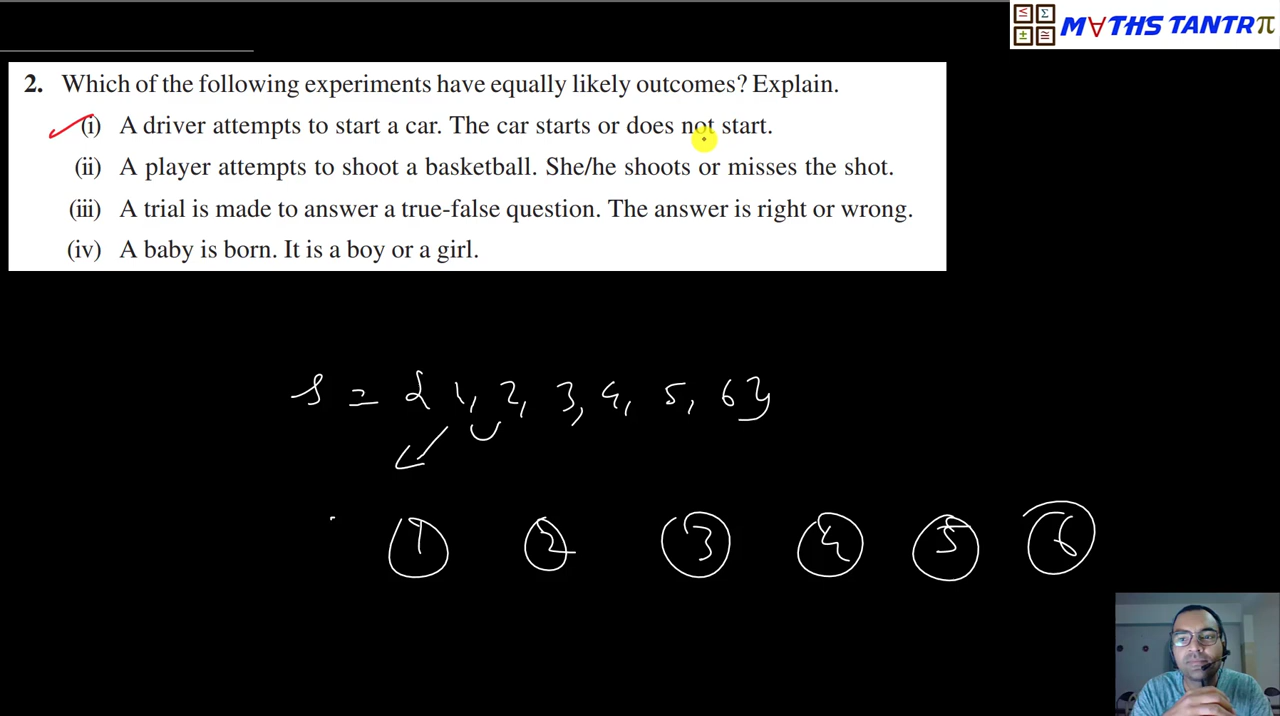 ≤ Σ
± ≅
M∀THS TANTRπ
2. Which of the following experiments have equally likely outcomes? Explain.
(i) A driver attempts to start a car. The car starts or does not start.
(ii) A player attempts to shoot a basketball. She/he shoots or misses the shot.
(iii) A trial is made to answer a true-false question. The answer is right or wrong.
(iv) A baby is born. It is a boy or a girl.
S = { 1, 2, 3, 4, 5, 6 }
1 2 3 4 5 6